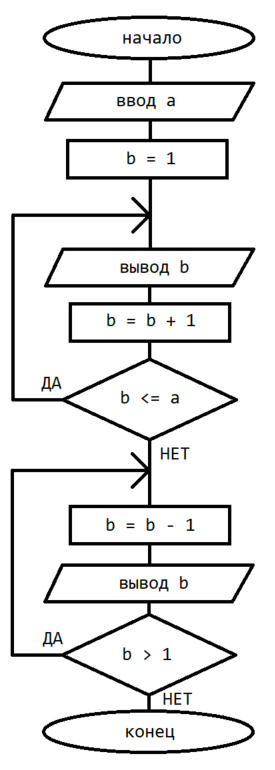 начало
ввод a
b = 1
вывод b
b = b + 1
ДА
b <= a
НЕТ
b = b - 1
вывод b
ДА
b > 1
НЕТ
конец